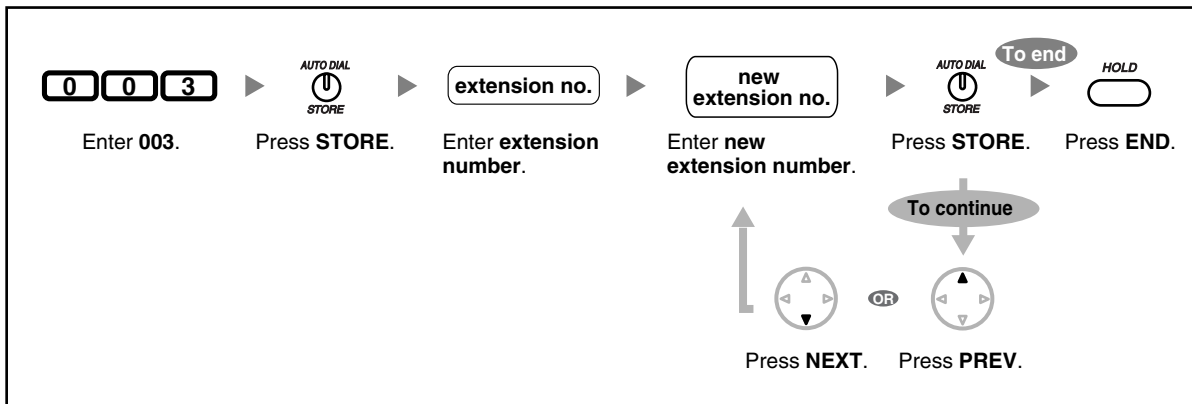 To end
0 0 3
AUTO DIAL
STORE
extension no.
new
extension no.
AUTO DIAL
STORE
HOLD
Enter 003.
Press STORE.
Enter extension
number.
Enter new
extension number.
Press STORE.
Press END.
To continue
OR
Press NEXT.
Press PREV.